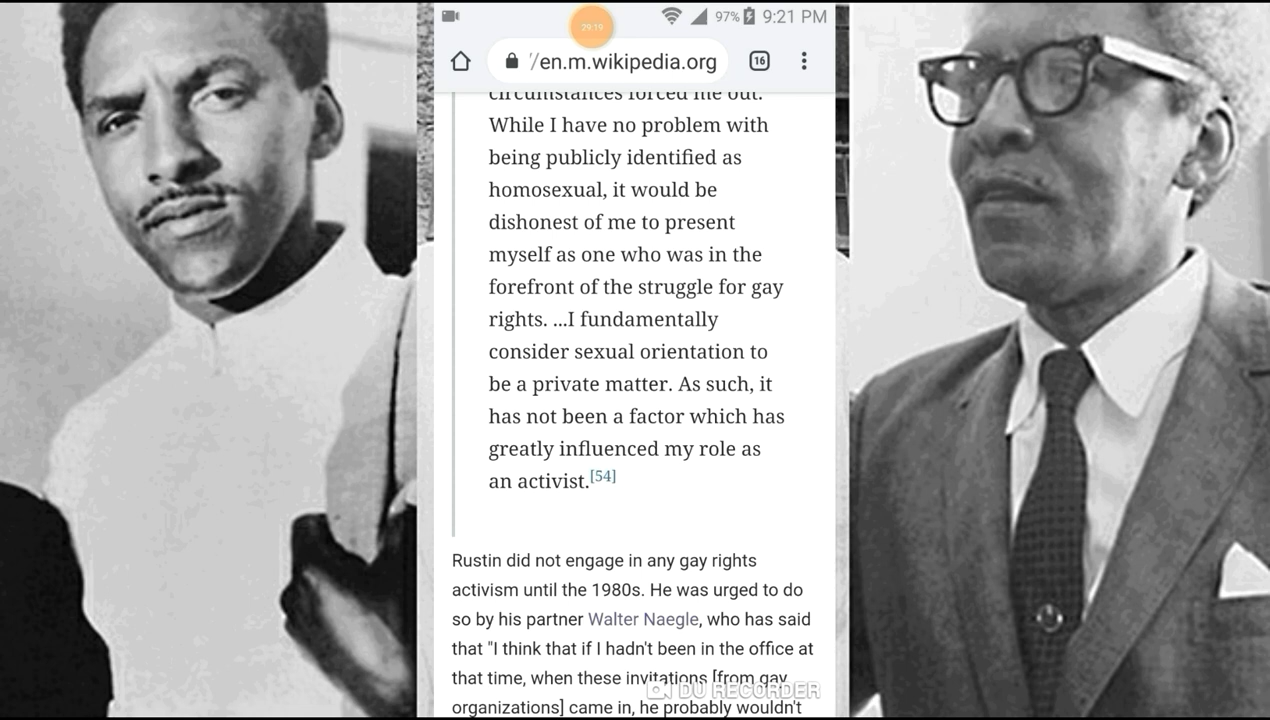 29:19
97%
9:21 PM
//en.m.wikipedia.org
16
circumstances forced me out.
While I have no problem with
being publicly identified as
homosexual, it would be
dishonest of me to present
myself as one who was in the
forefront of the struggle for gay
rights. ...I fundamentally
consider sexual orientation to
be a private matter. As such, it
has not been a factor which has
greatly influenced my role as
an activist.[54]
Rustin did not engage in any gay rights
activism until the 1980s. He was urged to do
so by his partner Walter Naegle, who has said
that "I think that if I hadn't been in the office at
that time, when these invitations [from gay
DU RECORDER
organizations] came in, he probably wouldn't